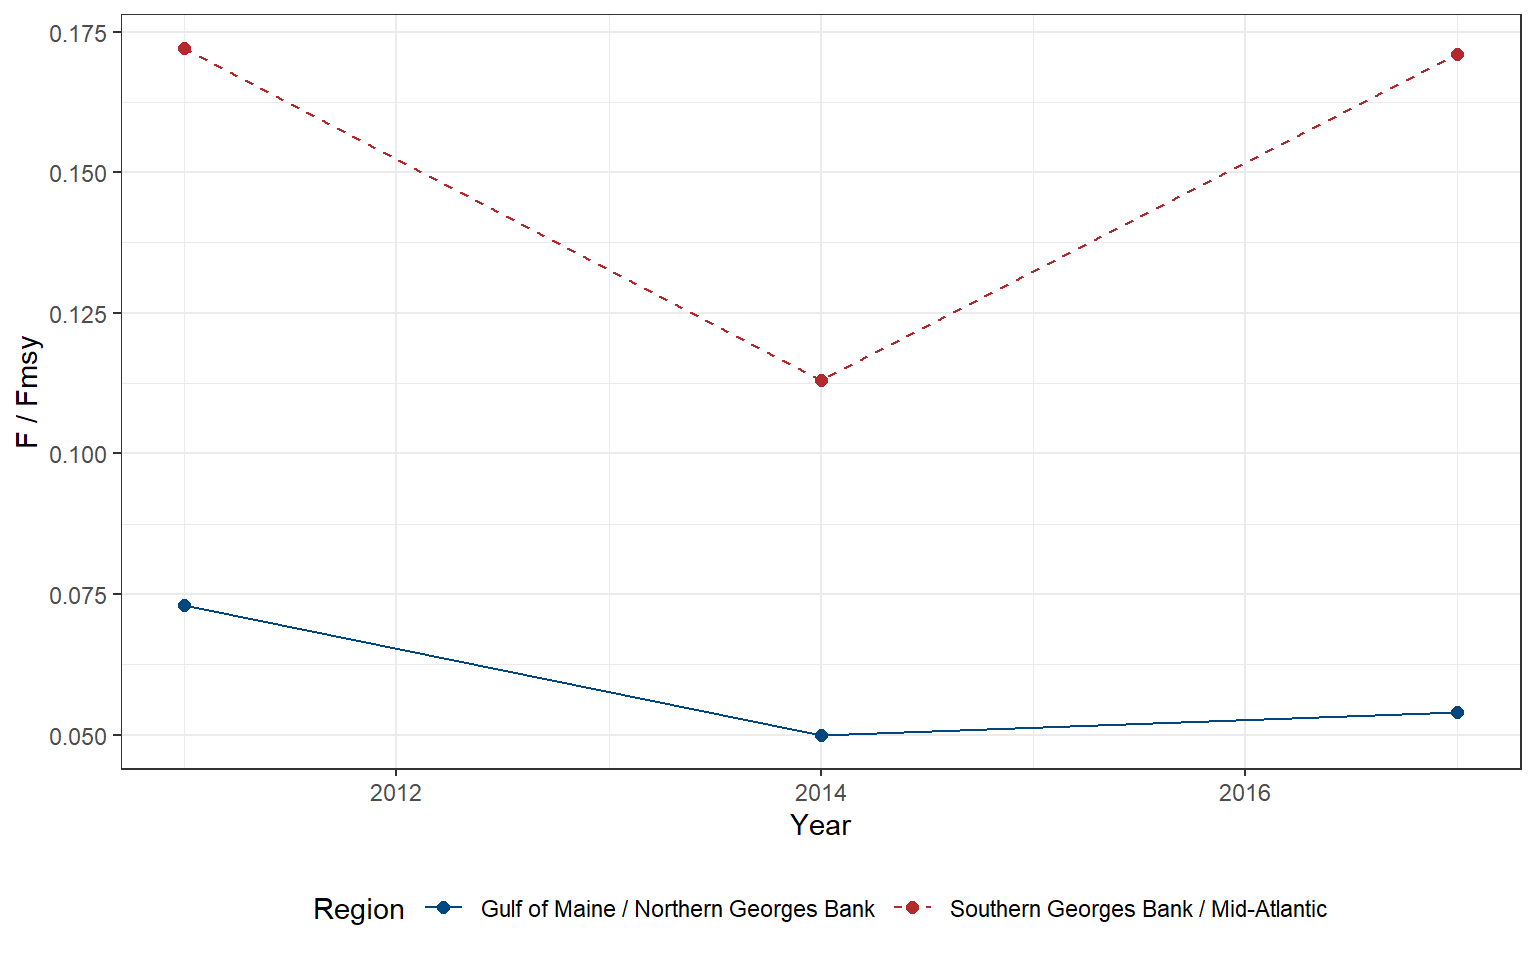 0.175
0.150
0.125
0.100
0.075
0.050
F / Fmsy
2012 2014 2016
Year
Region Gulf of Maine / Northern Georges Bank Southern Georges Bank / Mid-Atlantic